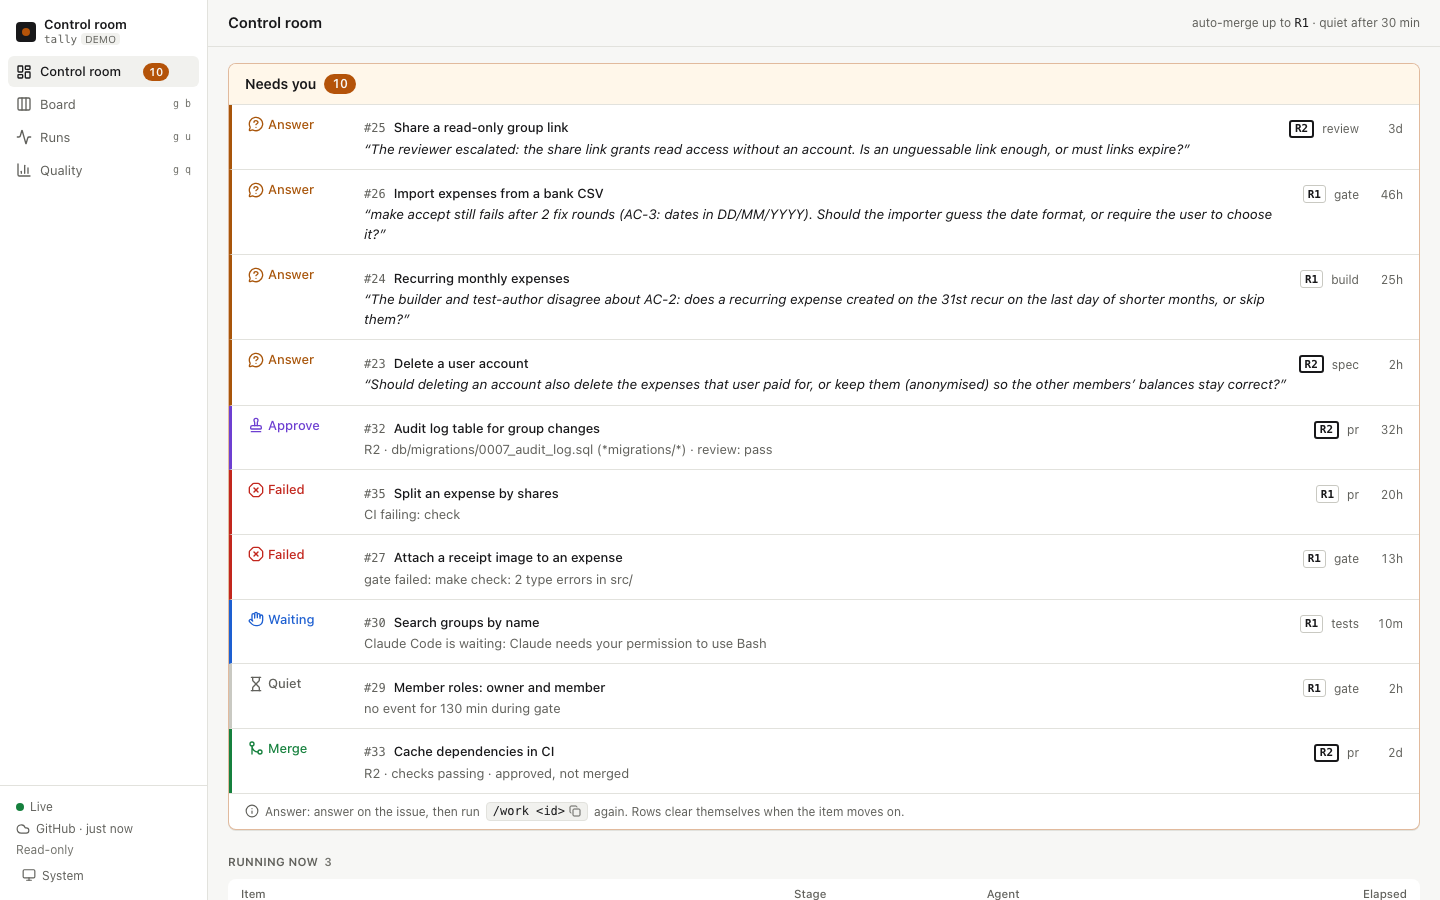 Control room
tally DEMO
Control room 10
Board g b
Runs g u
Quality g q
Live
GitHub · just now
Read-only
System
Control room
auto-merge up to R1 · quiet after 30 min
Needs you 10
Answer #25 Share a read-only group link R2 review 3d
“The reviewer escalated: the share link grants read access without an account. Is an unguessable link enough, or must links expire?”
Answer #26 Import expenses from a bank CSV R1 gate 46h
“make accept still fails after 2 fix rounds (AC-3: dates in DD/MM/YYYY). Should the importer guess the date format, or require the user to choose
it?”
Answer #24 Recurring monthly expenses R1 build 25h
“The builder and test-author disagree about AC-2: does a recurring expense created on the 31st recur on the last day of shorter months, or skip
them?”
Answer #23 Delete a user account R2 spec 2h
“Should deleting an account also delete the expenses that user paid for, or keep them (anonymised) so the other members’ balances stay correct?”
Approve #32 Audit log table for group changes R2 pr 32h
R2 · db/migrations/0007_audit_log.sql (*migrations/*) · review: pass
Failed #35 Split an expense by shares R1 pr 20h
CI failing: check
Failed #27 Attach a receipt image to an expense R1 gate 13h
gate failed: make check: 2 type errors in src/
Waiting #30 Search groups by name R1 tests 10m
Claude Code is waiting: Claude needs your permission to use Bash
Quiet #29 Member roles: owner and member R1 gate 2h
no event for 130 min during gate
Merge #33 Cache dependencies in CI R2 pr 2d
R2 · checks passing · approved, not merged
Answer: answer on the issue, then run /work <id> again. Rows clear themselves when the item moves on.
RUNNING NOW 3
Item Stage Agent Elapsed